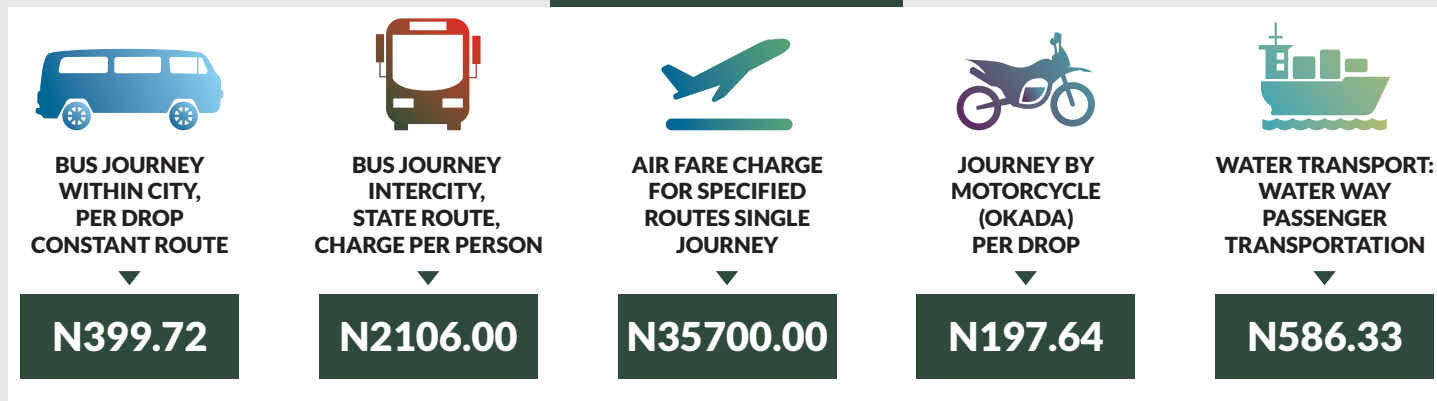 BUS JOURNEY
WITHIN CITY,
PER DROP
CONSTANT ROUTE
N399.72
BUS JOURNEY
INTERCITY,
STATE ROUTE,
CHARGE PER PERSON
N2106.00
AIR FARE CHARGE
FOR SPECIFIED
ROUTES SINGLE
JOURNEY
N35700.00
JOURNEY BY
MOTORCYCLE
(OKADA)
PER DROP
N197.64
WATER TRANSPORT:
WATER WAY
PASSENGER
TRANSPORTATION
N586.33